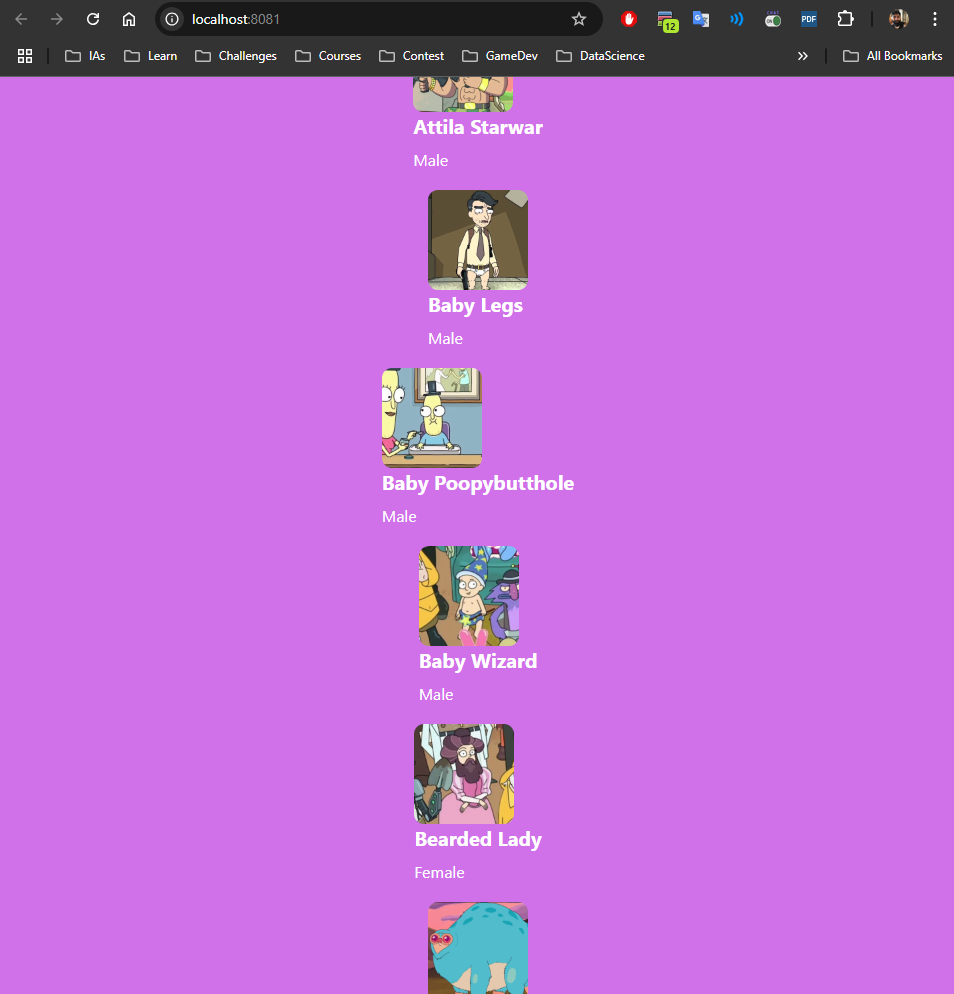 localhost:8081
12
PDF
IAs
Learn
Challenges
Courses
Contest
GameDev
DataScience
All Bookmarks
Attila Starwar
Male
Baby Legs
Male
Baby Poopybutthole
Male
Baby Wizard
Male
Bearded Lady
Female